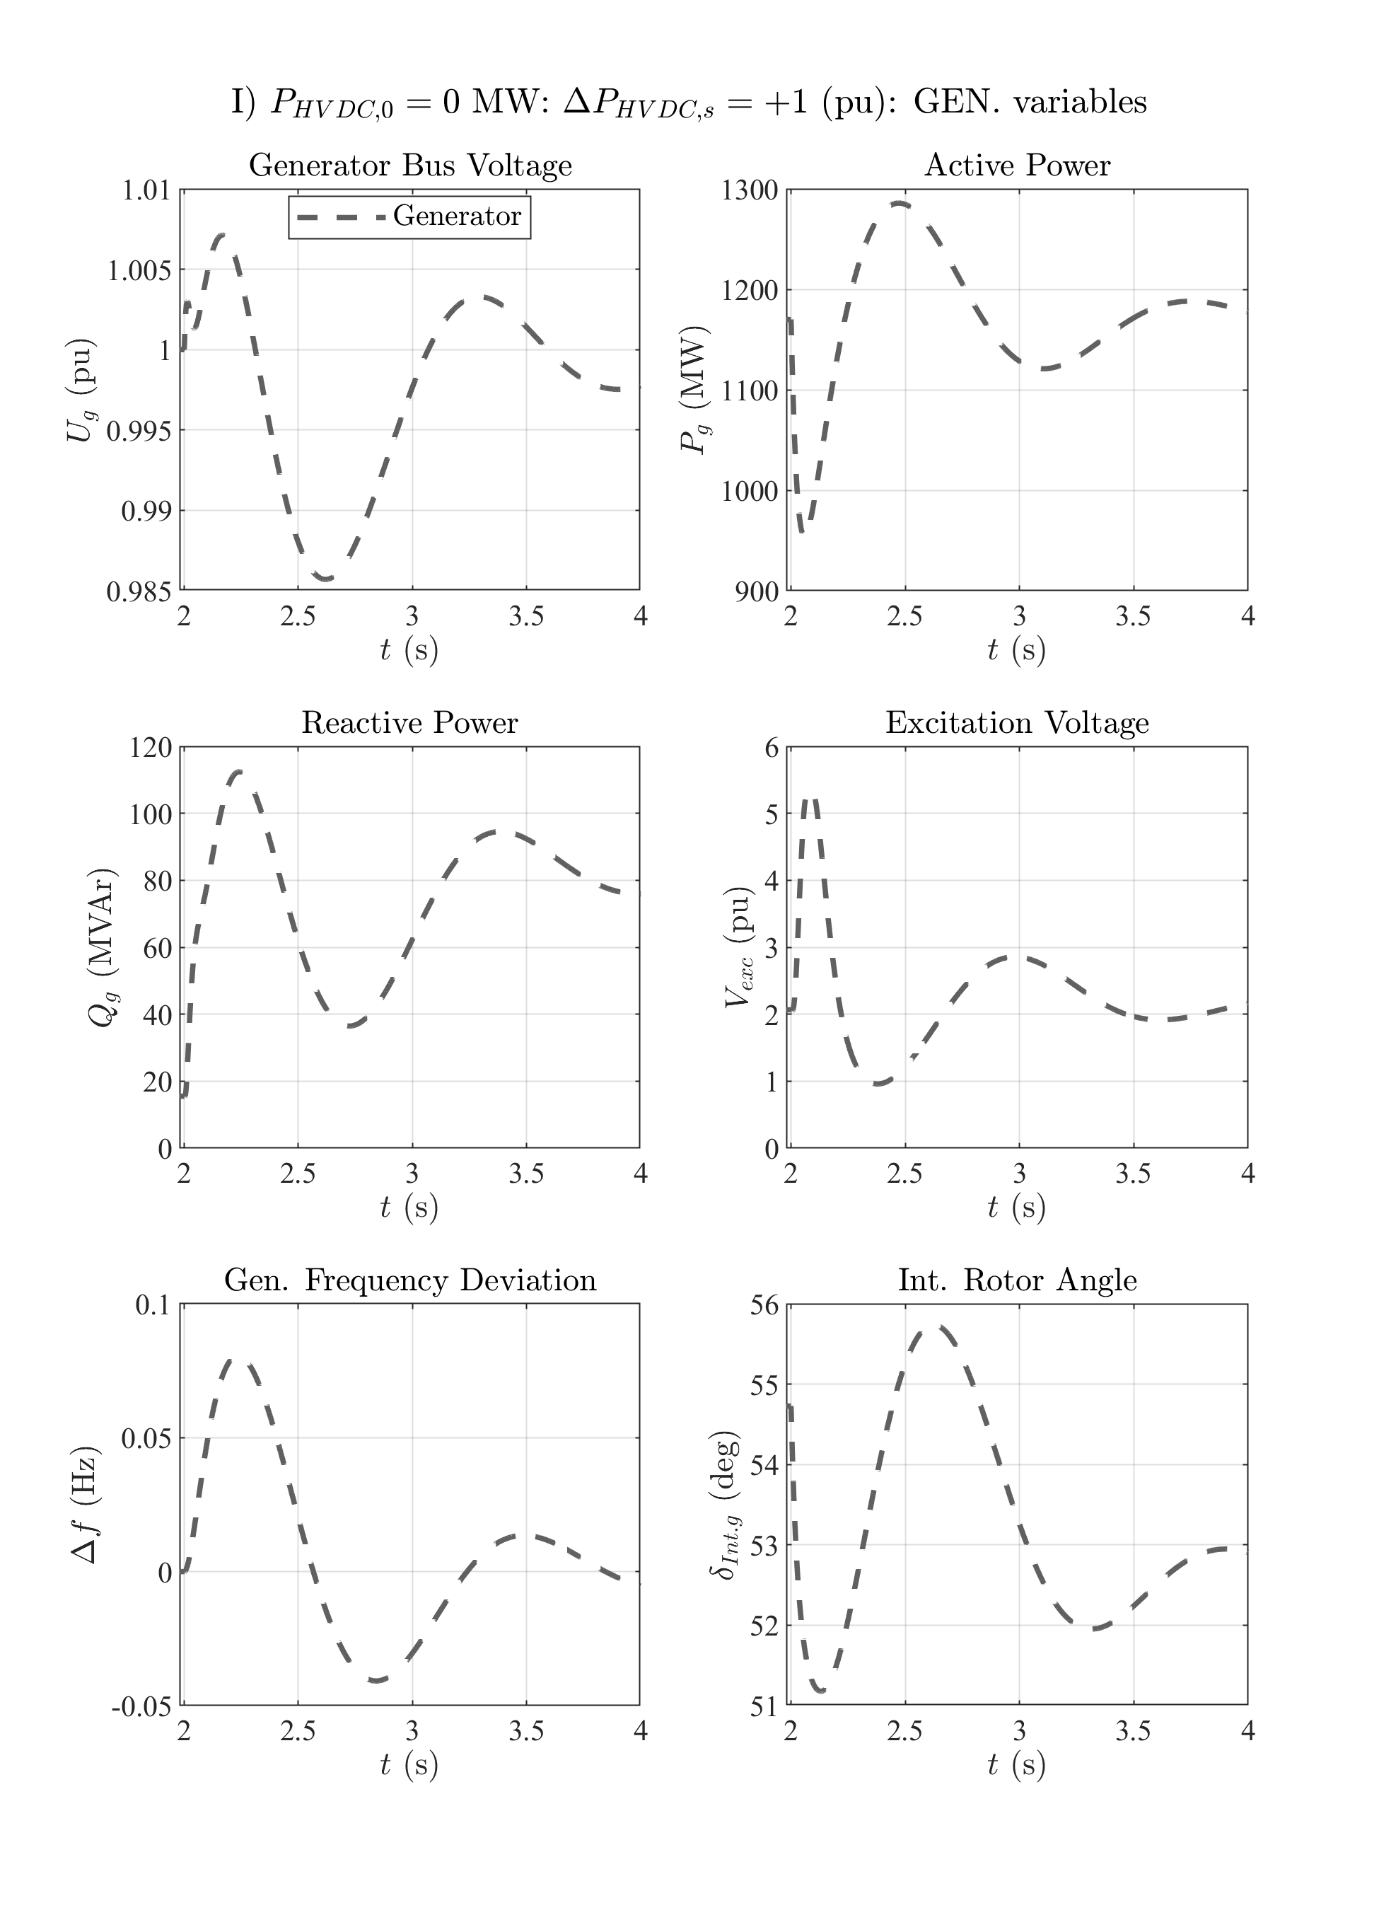 I) P_{HVDC,0} = 0 MW: ΔP_{HVDC,s} = +1 (pu): GEN. variables
Generator Bus Voltage
1.01
1.005
1
0.995
0.99
0.985
U_g (pu)
Generator
2 2.5 3 3.5 4
t (s)
Active Power
1300
1200
1100
1000
900
P_g (MW)
2 2.5 3 3.5 4
t (s)
Reactive Power
120
100
80
60
40
20
0
Q_g (MVAr)
2 2.5 3 3.5 4
t (s)
Excitation Voltage
6
5
4
3
2
1
0
V_{exc} (pu)
2 2.5 3 3.5 4
t (s)
Gen. Frequency Deviation
0.1
0.05
0
-0.05
Δf (Hz)
2 2.5 3 3.5 4
t (s)
Int. Rotor Angle
56
55
54
53
52
51
δ_{Int.g} (deg)
2 2.5 3 3.5 4
t (s)